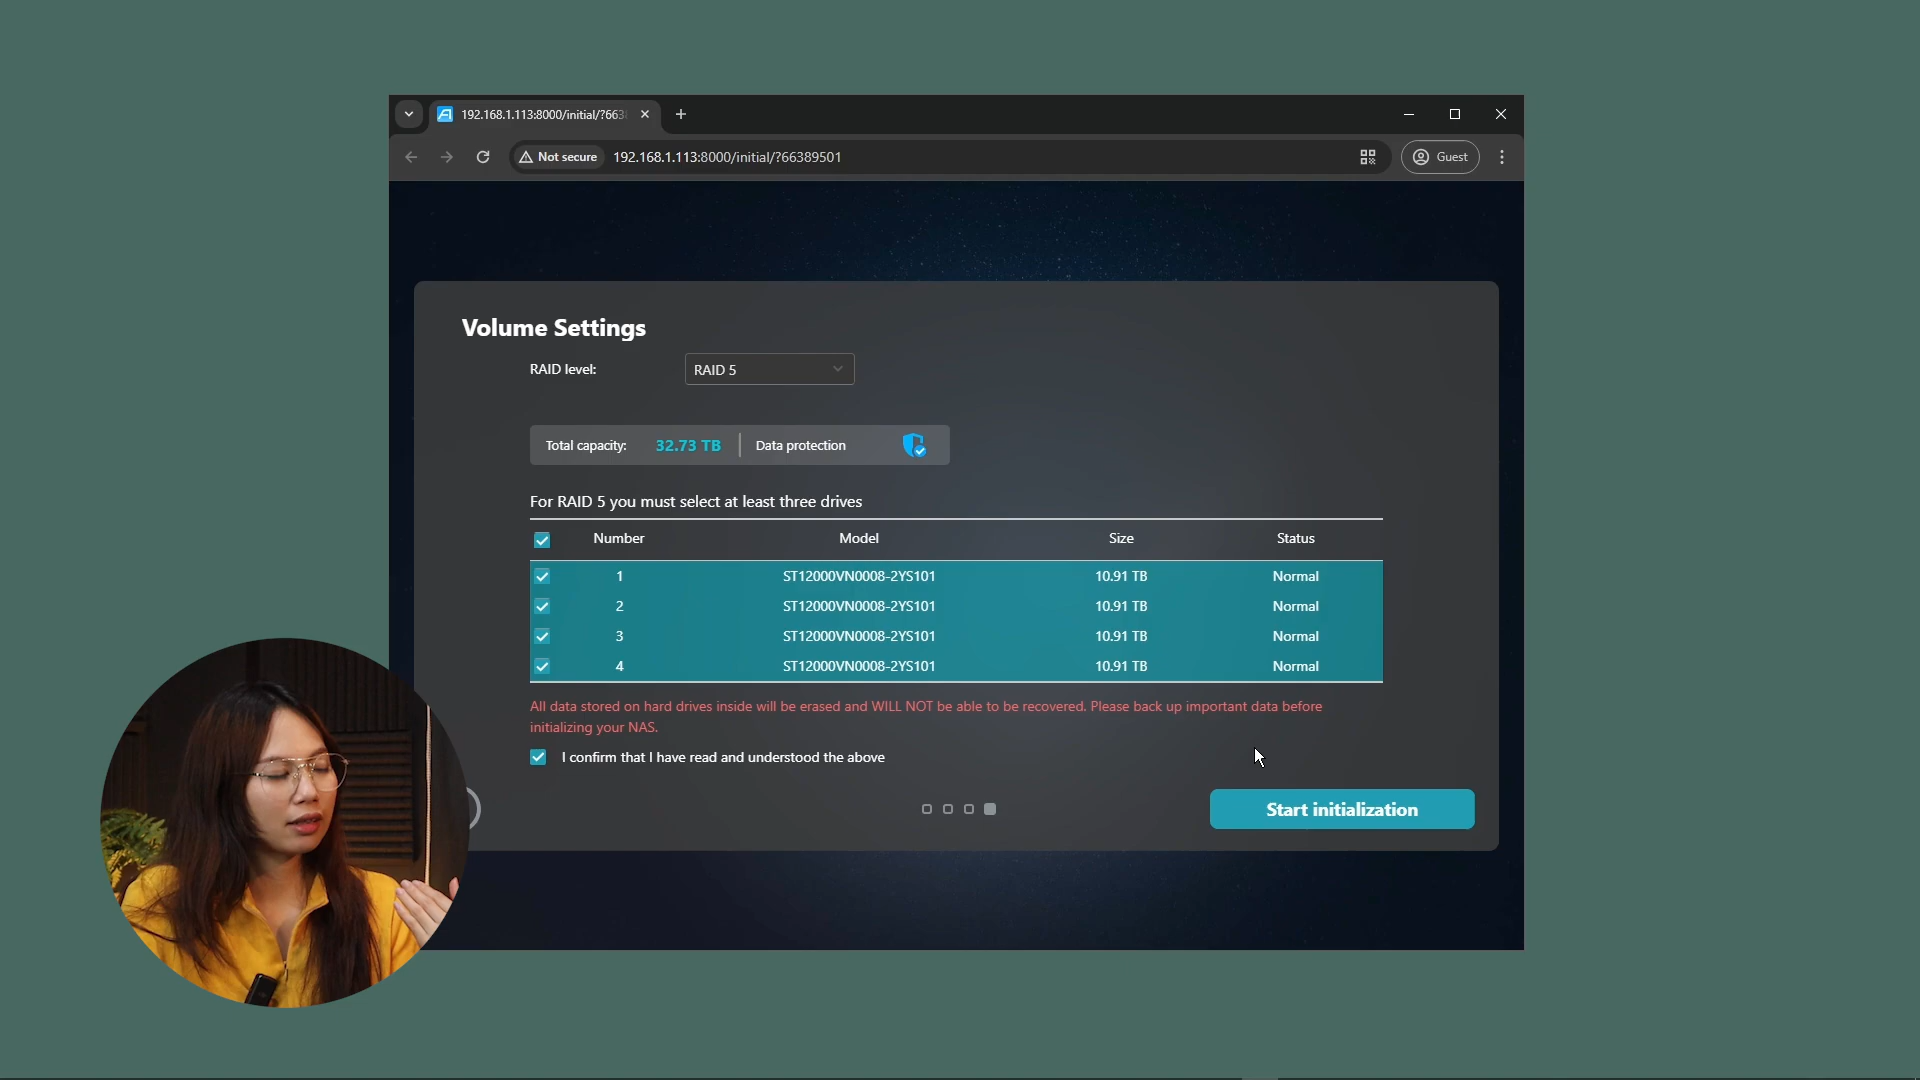 192.168.1.113:8000/initial/?663
Not secure 192.168.1.113:8000/initial/?66389501 Guest
Volume Settings
RAID level: RAID 5
Total capacity: 32.73 TB Data protection
For RAID 5 you must select at least three drives
Number Model Size Status
1 ST12000VN0008-2YS101 10.91 TB Normal
2 ST12000VN0008-2YS101 10.91 TB Normal
3 ST12000VN0008-2YS101 10.91 TB Normal
4 ST12000VN0008-2YS101 10.91 TB Normal
All data stored on hard drives inside will be erased and WILL NOT be able to be recovered. Please back up important data before
initializing your NAS.
I confirm that I have read and understood the above
Start initialization